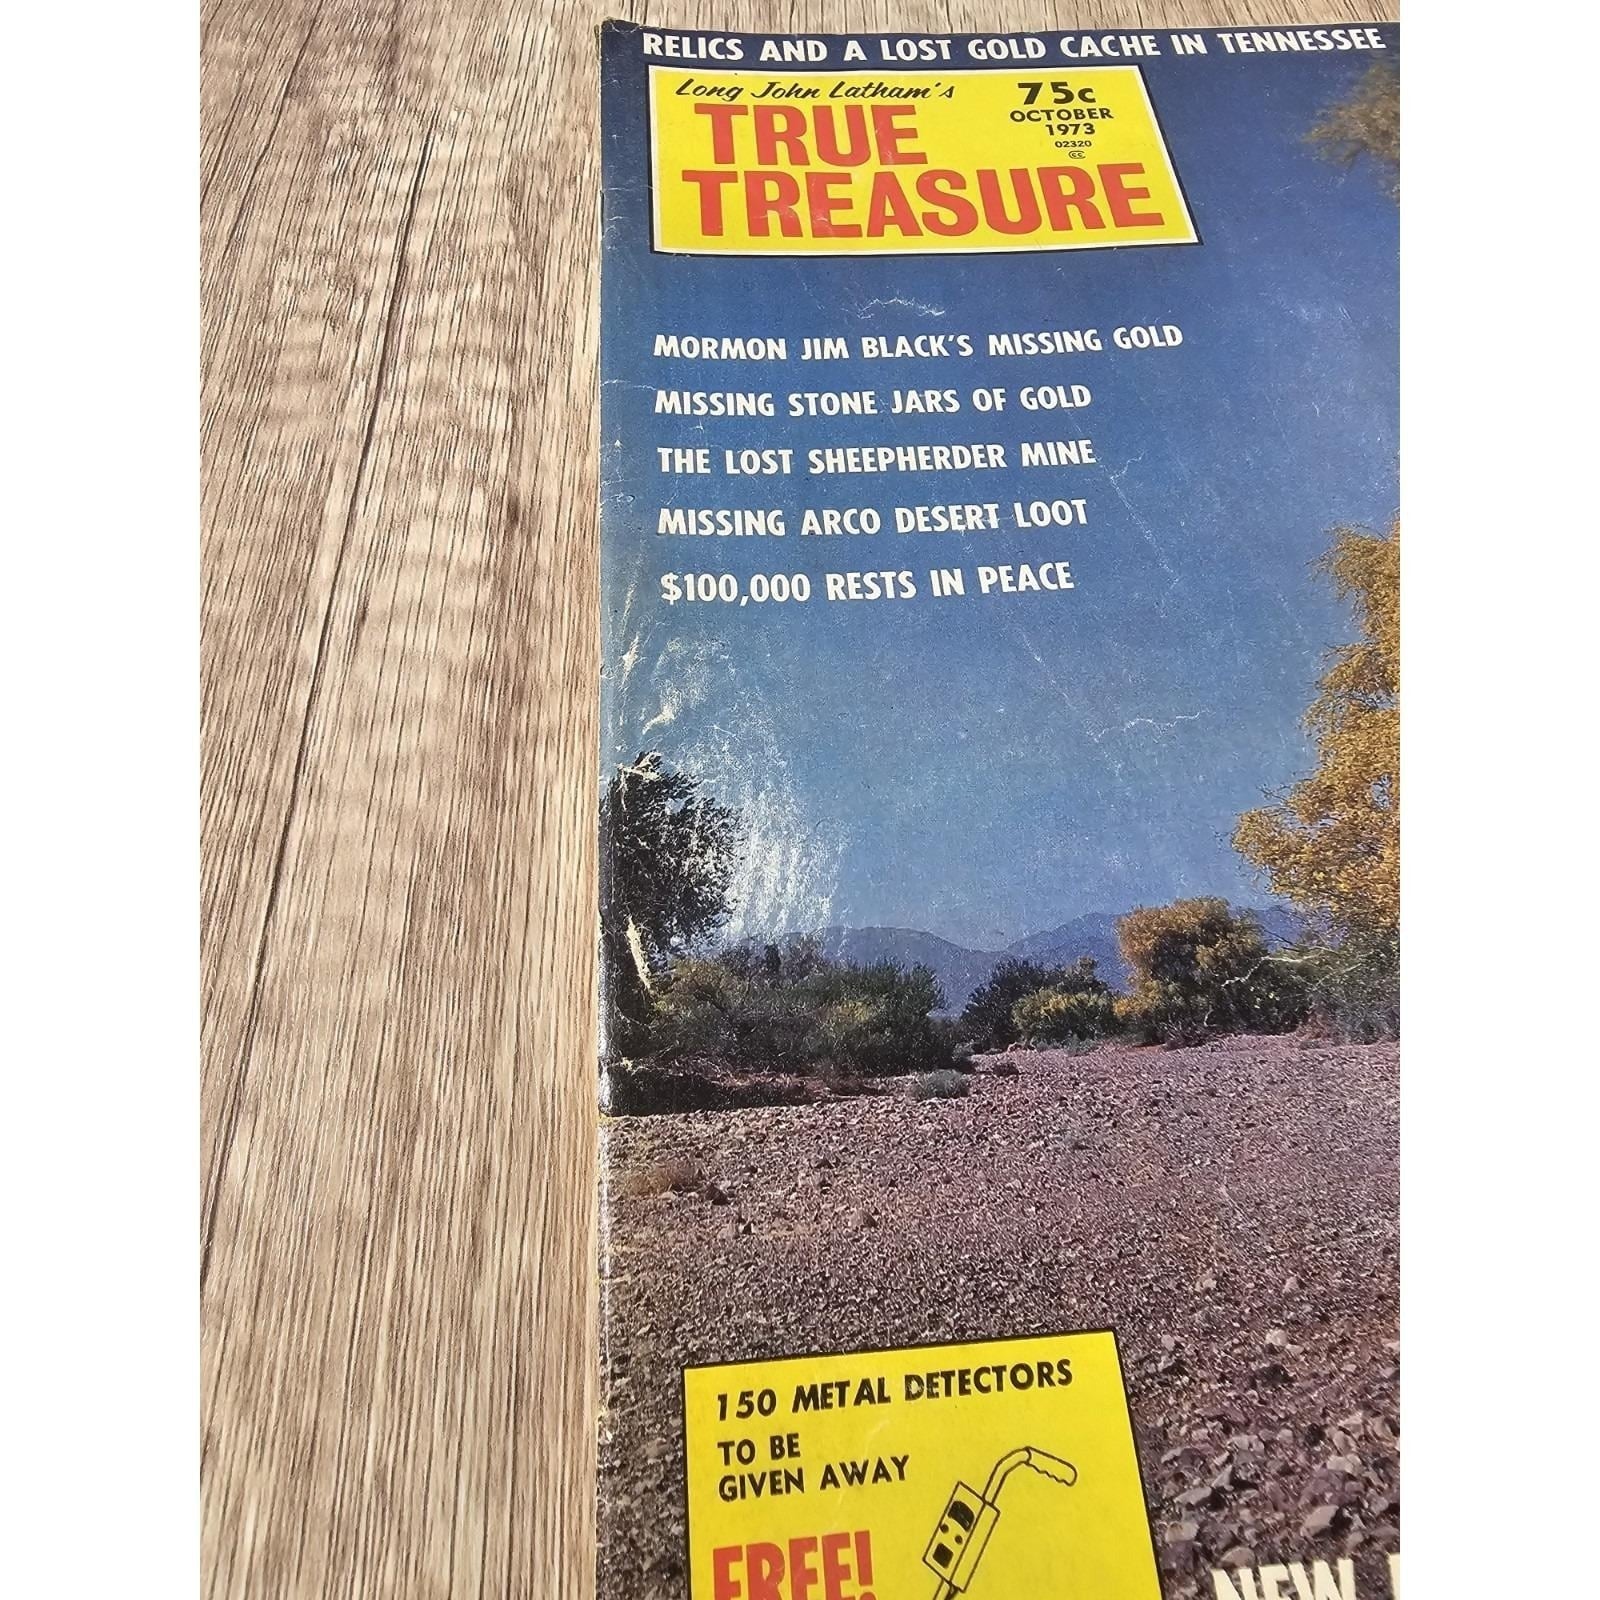 RELICS AND A LOST GOLD CACHE IN TENNESSEE
Long John Latham's
TRUE
TREASURE
75c
OCTOBER
1973
02320
CC
MORMON JIM BLACK'S MISSING GOLD
MISSING STONE JARS OF GOLD
THE LOST SHEEPHERDER MINE
MISSING ARCO DESERT LOOT
$100,000 RESTS IN PEACE
150 METAL DETECTORS
TO BE
GIVEN AWAY
FREE!
NEW